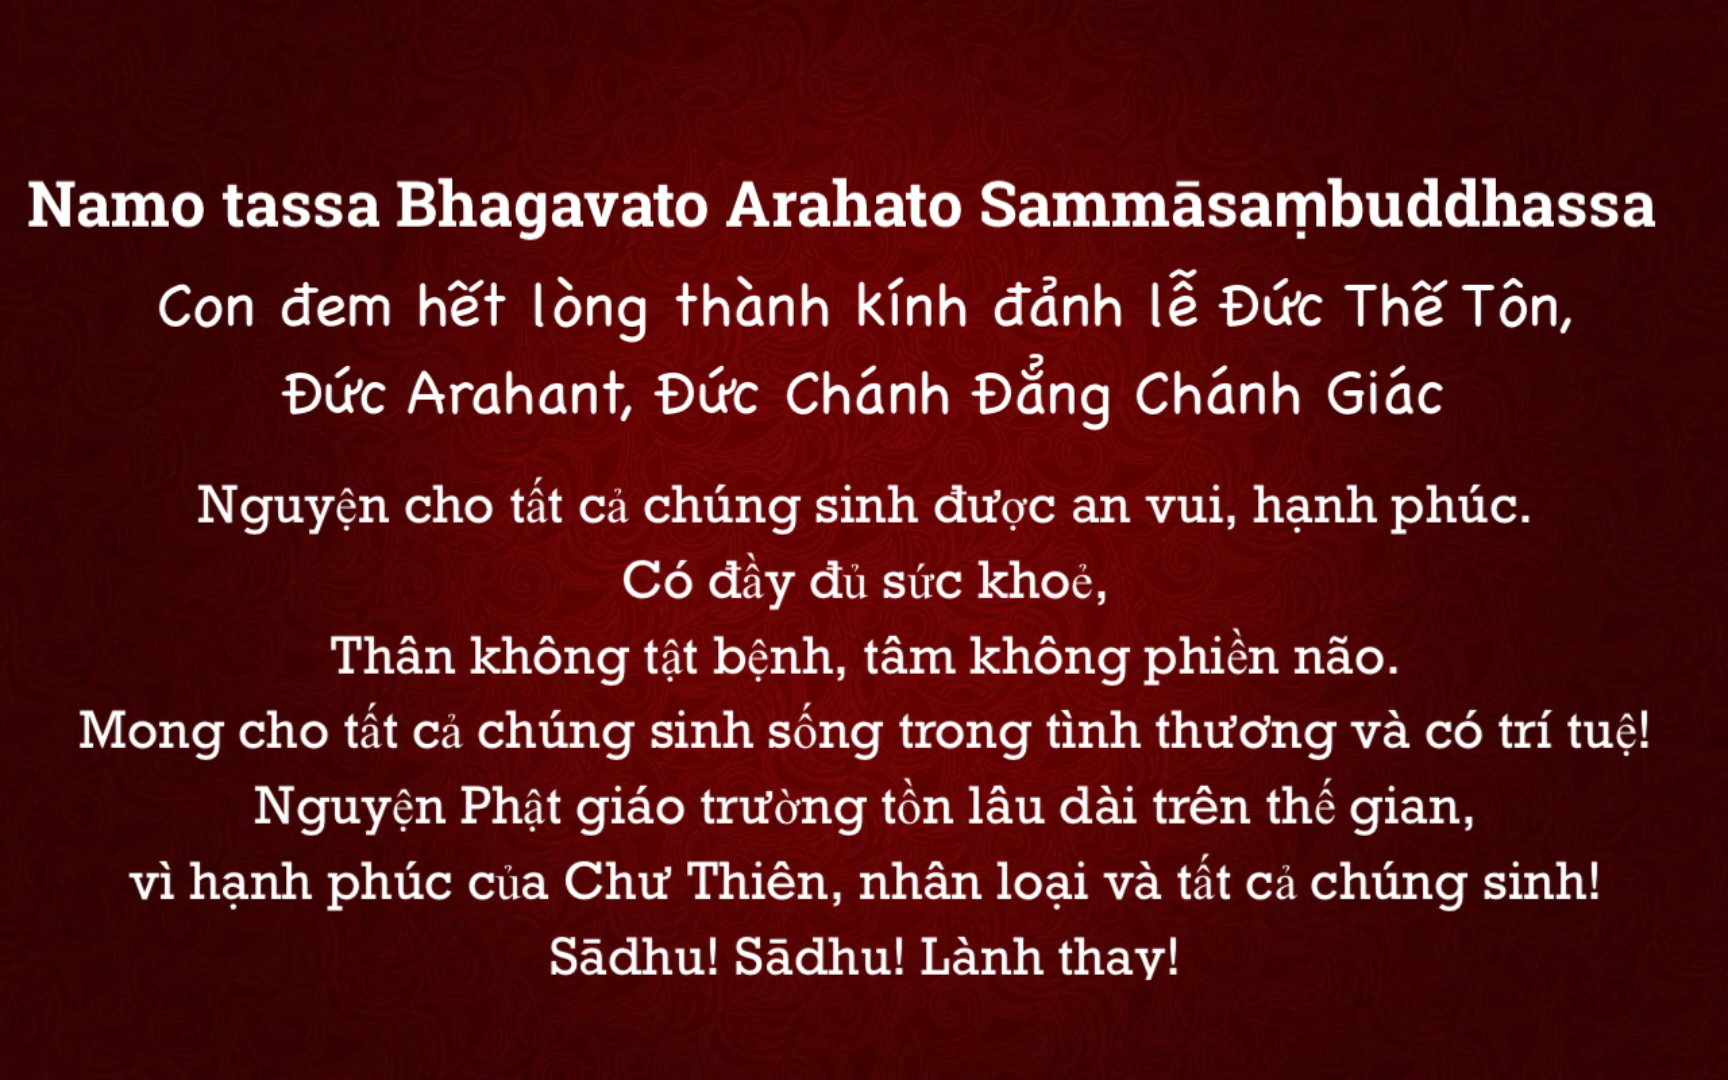 Namo tassa Bhagavato Arahato Sammāsaṃbuddhassa
Con đem hết lòng thành kính đảnh lễ Đức Thế Tôn,
Đức Arahant, Đức Chánh Đẳng Chánh Giác
Nguyện cho tất cả chúng sinh được an vui, hạnh phúc.
Có đầy đủ sức khoẻ,
Thân không tật bệnh, tâm không phiền não.
Mong cho tất cả chúng sinh sống trong tình thương và có trí tuệ!
Nguyện Phật giáo trường tồn lâu dài trên thế gian,
vì hạnh phúc của Chư Thiên, nhân loại và tất cả chúng sinh!
Sādhu! Sādhu! Lành thay!